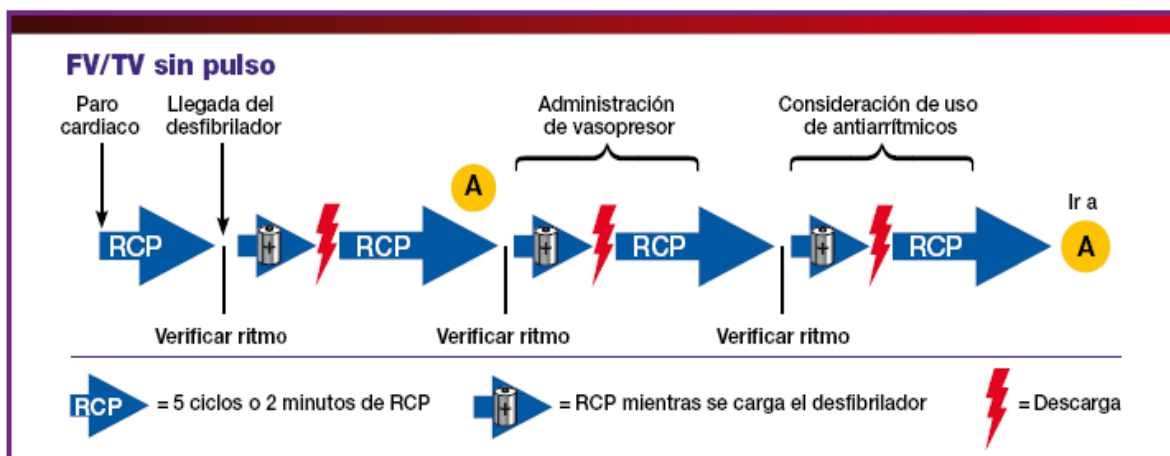 FV/TV sin pulso
Paro
cardiaco
Llegada del
desfibrilador
Administración
de vasopresor
Consideración de uso
de antiarrítmicos
A
Ir a
RCP
RCP
RCP
RCP
A
Verificar ritmo
Verificar ritmo
Verificar ritmo
RCP = 5 ciclos o 2 minutos de RCP
= RCP mientras se carga el desfibrilador
= Descarga